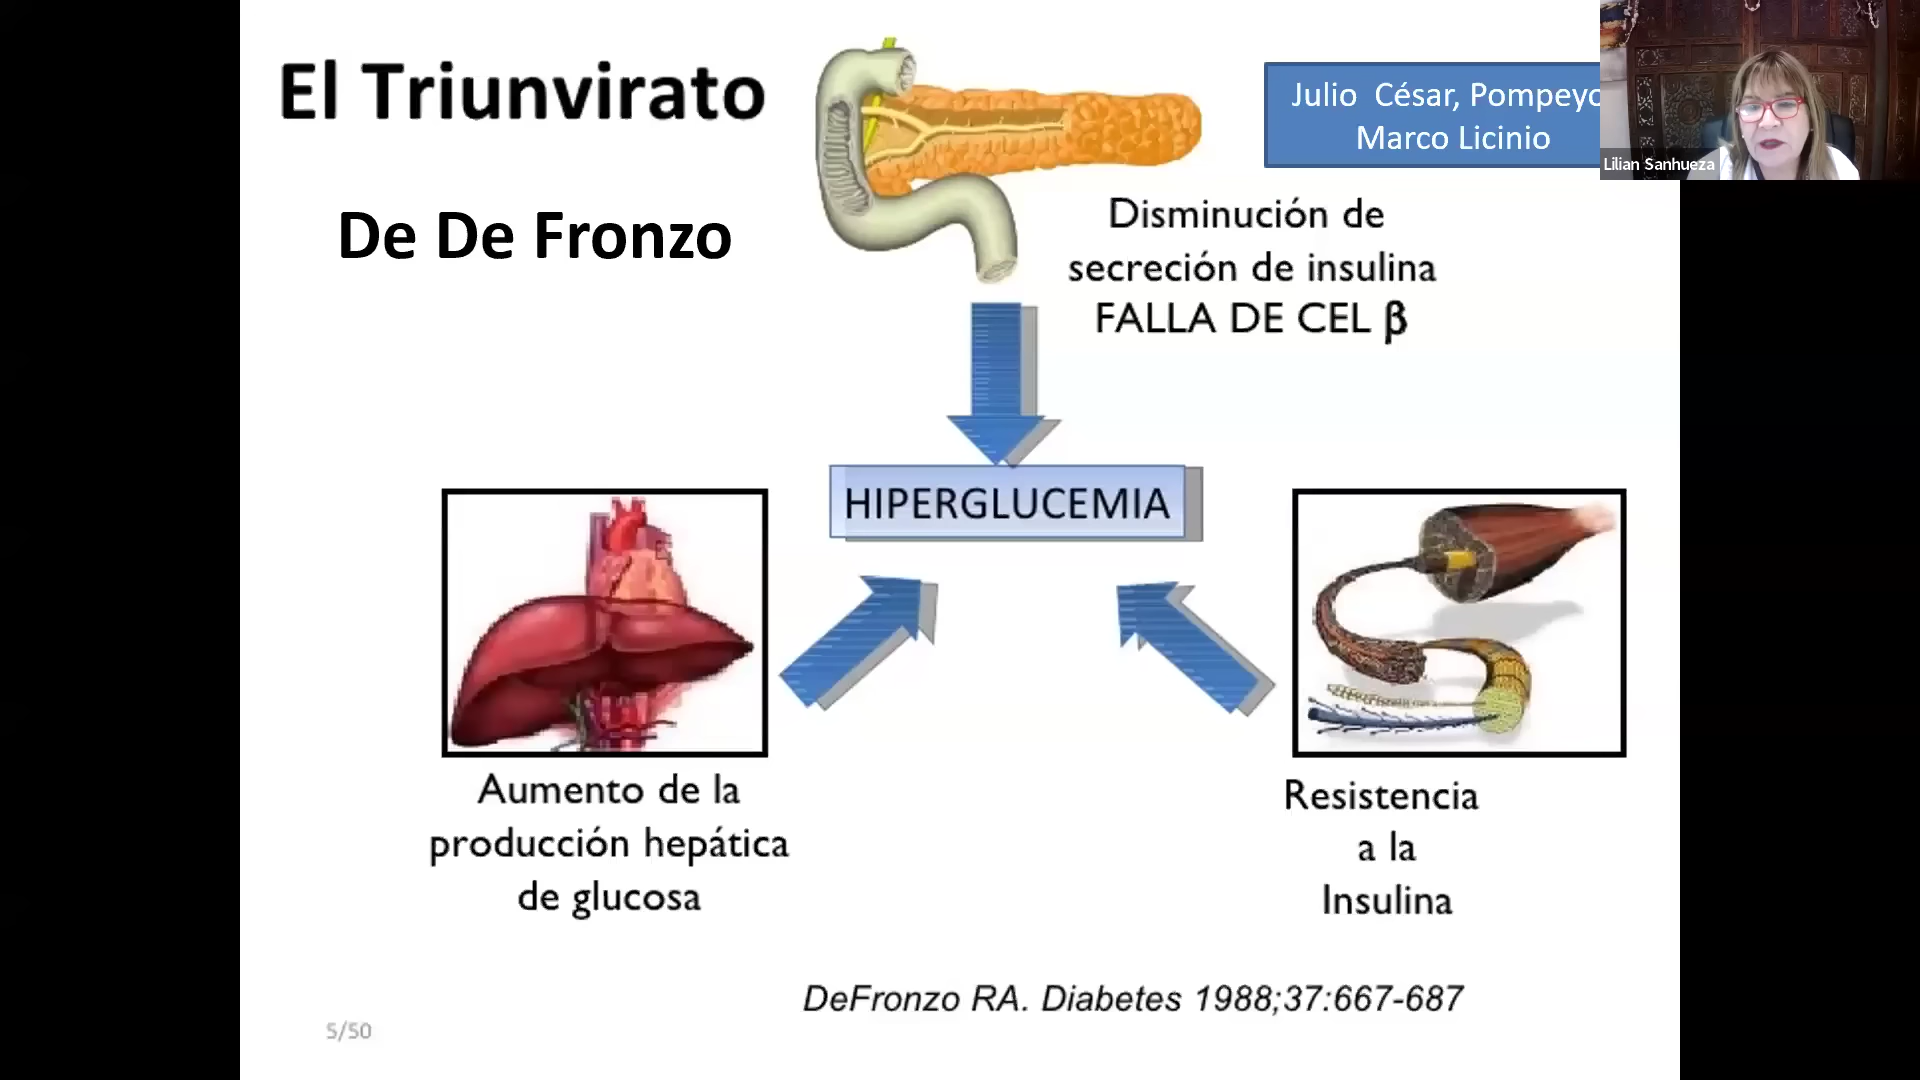 El Triunvirato
De De Fronzo
Julio César, Pompeyo
Marco Licinio
Lilian Sanhueza
Disminución de
secreción de insulina
FALLA DE CEL β
HIPERGLUCEMIA
Aumento de la
producción hepática
de glucosa
Resistencia
a la
Insulina
DeFronzo RA. Diabetes 1988;37:667-687
5/50